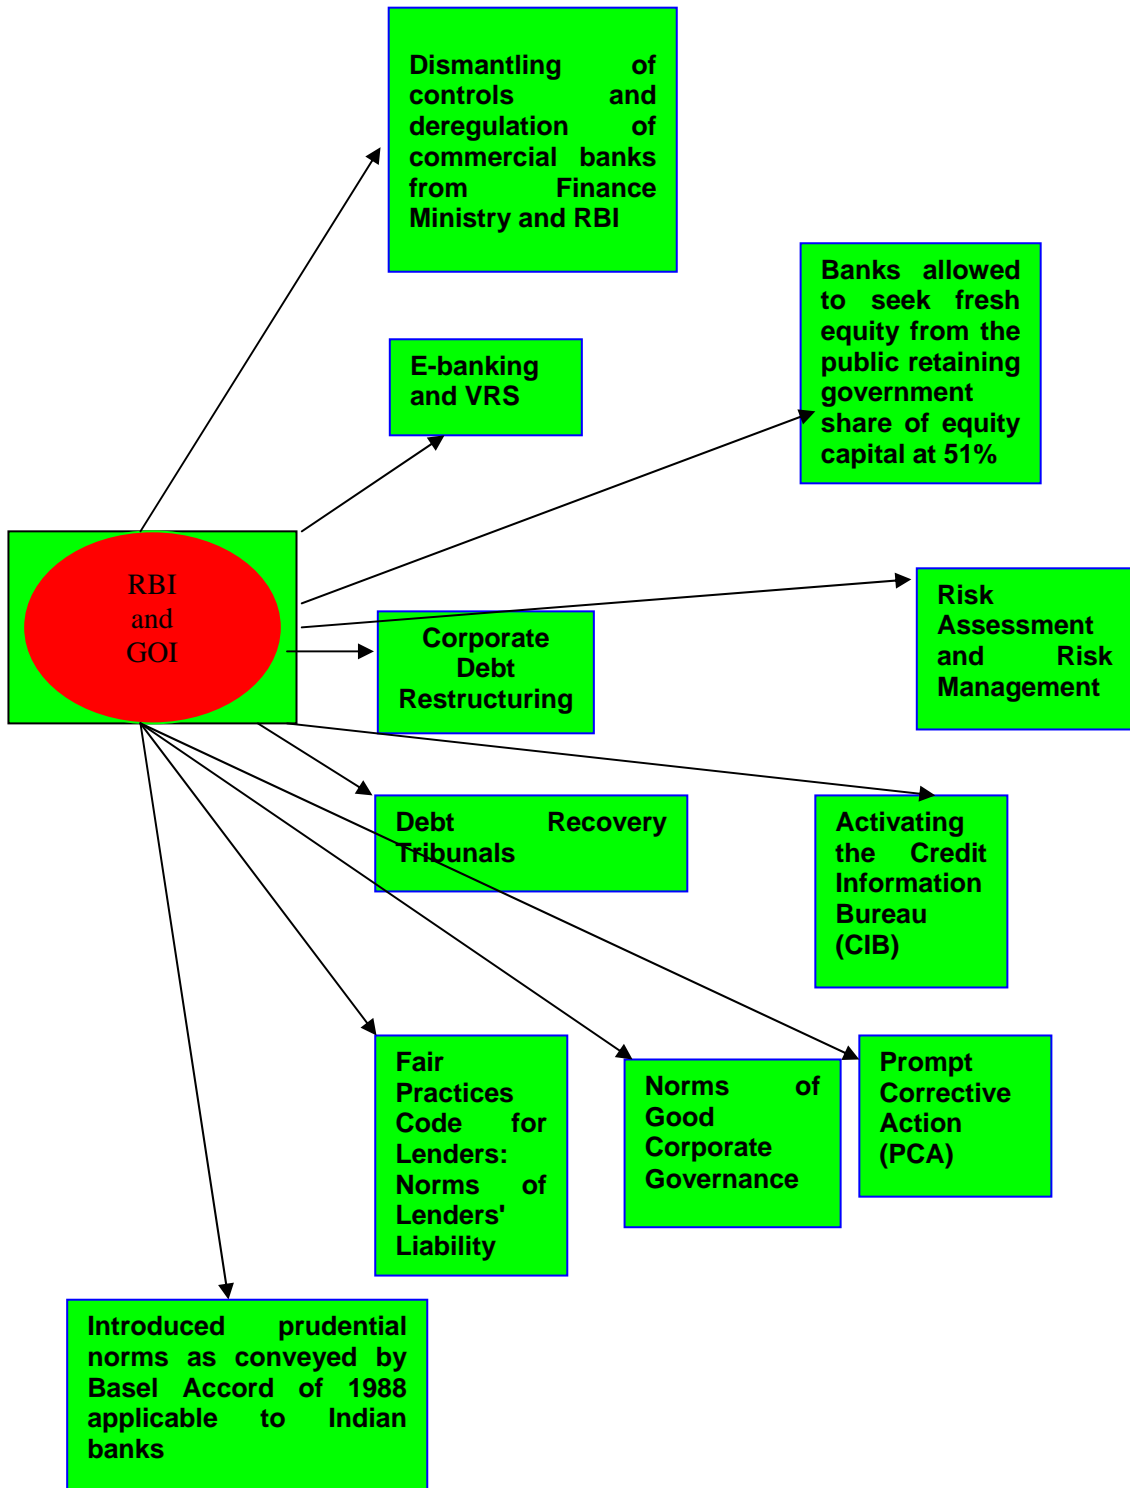 Dismantling of
controls and
deregulation of
commercial banks
from Finance
Ministry and RBI
Banks allowed
to seek fresh
equity from the
public retaining
government
share of equity
capital at 51%
E-banking
and VRS
RBI
and
GOI
Risk
Assessment
and Risk
Management
Corporate
Debt
Restructuring
Debt Recovery
Tribunals
Activating
the Credit
Information
Bureau
(CIB)
Fair
Practices
Code for
Lenders:
Norms of
Lenders'
Liability
Norms of
Good
Corporate
Governance
Prompt
Corrective
Action
(PCA)
Introduced prudential
norms as conveyed by
Basel Accord of 1988
applicable to Indian
banks